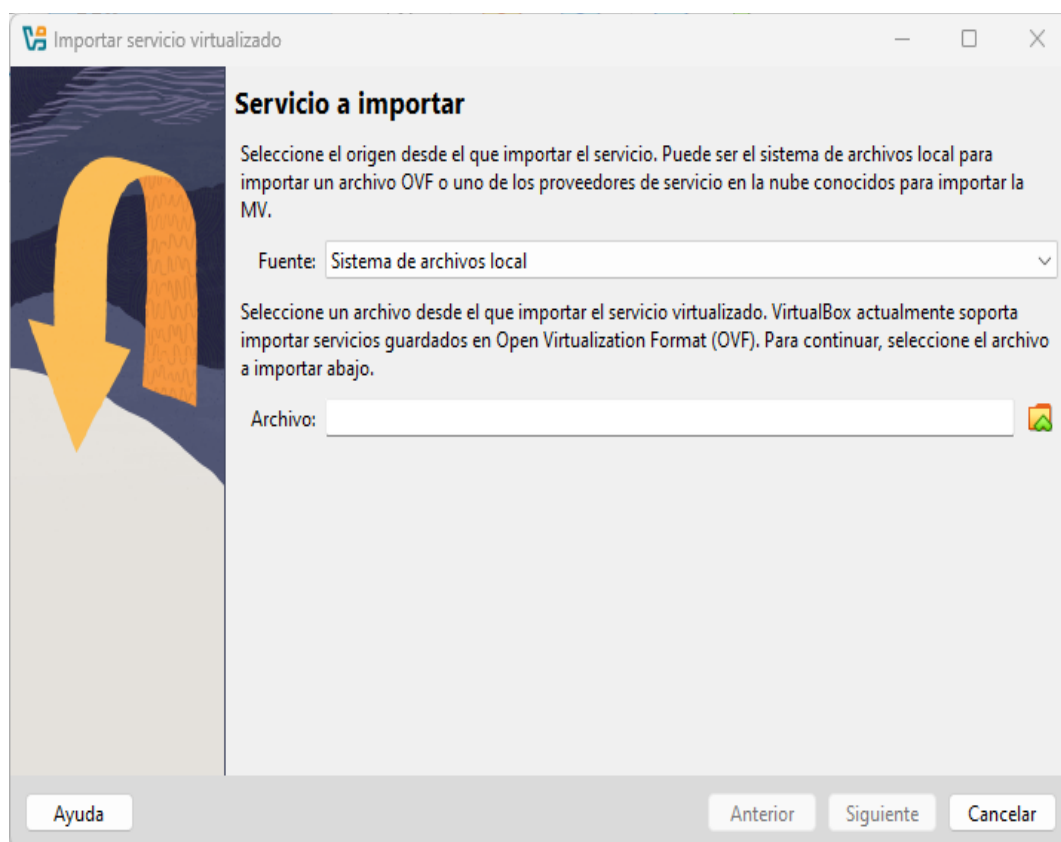 Importar servicio virtualizado
Servicio a importar
Seleccione el origen desde el que importar el servicio. Puede ser el sistema de archivos local para
importar un archivo OVF o uno de los proveedores de servicio en la nube conocidos para importar la
MV.
Fuente: Sistema de archivos local
Seleccione un archivo desde el que importar el servicio virtualizado. VirtualBox actualmente soporta
importar servicios guardados en Open Virtualization Format (OVF). Para continuar, seleccione el archivo
a importar abajo.
Archivo:
Ayuda Anterior Siguiente Cancelar